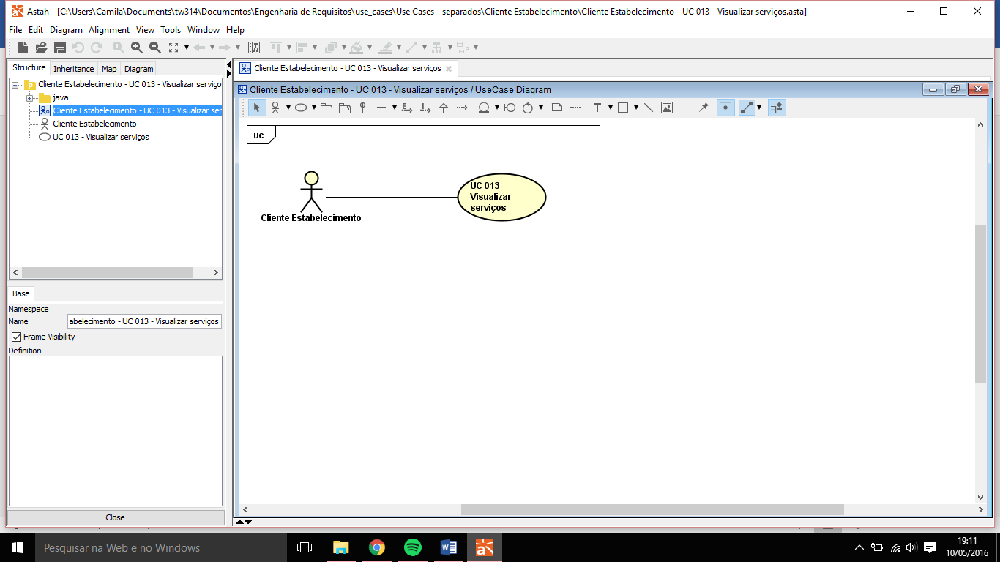 Astah - [C:\Users\Camila\Documents\tw314\Documentos\Engenharia de Requisitos\use_cases\Use Cases - separados\Cliente Estabelecimento\Cliente Estabelecimento - UC 013 - Visualizar serviços.asta]
File Edit Diagram Alignment View Tools Window Help
Structure Inheritance Map Diagram
Cliente Estabelecimento - UC 013 - Visualizar serviço
java
Cliente Estabelecimento - UC 013 - Visualizar ser
Cliente Estabelecimento
UC 013 - Visualizar serviços
Base
Namespace
Name abelecimento - UC 013 - Visualizar serviços
Frame Visibility
Definition
Close
Cliente Estabelecimento - UC 013 - Visualizar serviços
Cliente Estabelecimento - UC 013 - Visualizar serviços / UseCase Diagram
uc
Cliente Estabelecimento
UC 013 -
Visualizar
serviços
Pesquisar na Web e no Windows
19:11
10/05/2016